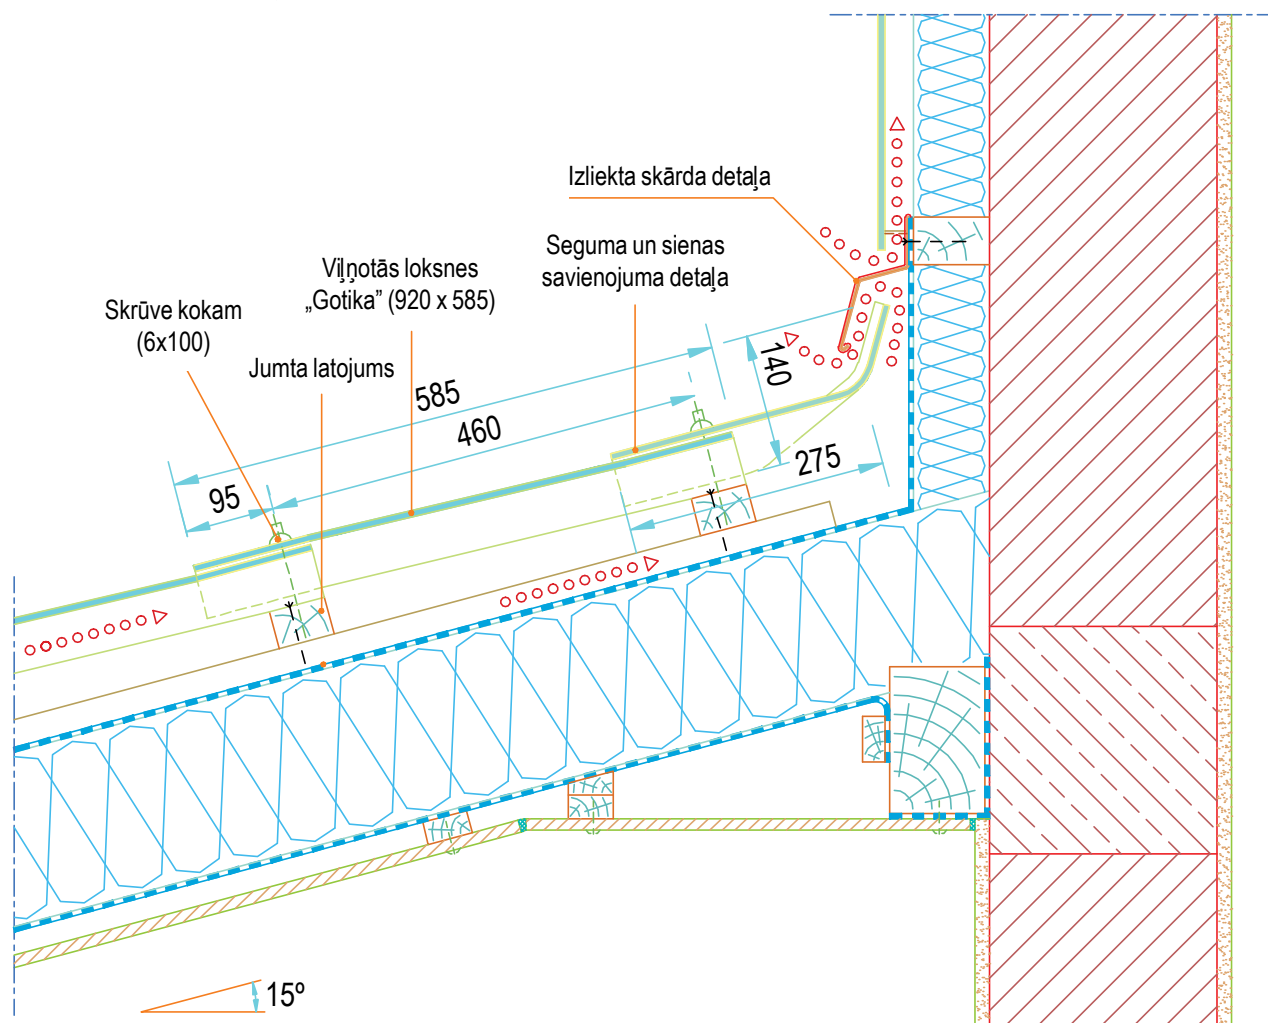 Izliekta skārda detaļa
Seguma un sienas
savienojuma detaļa
Viļņotās loksnes
„Gotika” (920 x 585)
Skrūve kokam
(6x100)
Jumta latojums
585
460
140
95
275
15º